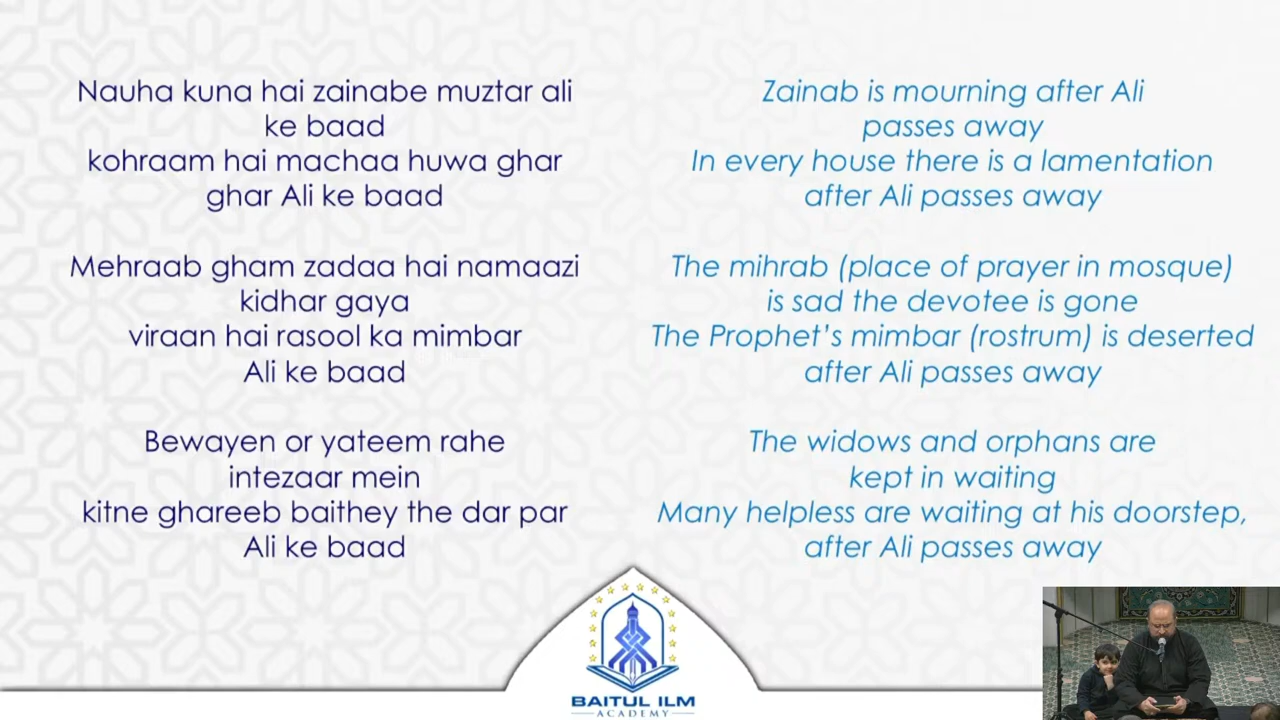 Nauha kuna hai zainabe muztar ali
ke baad
kohraam hai machaa huwa ghar
ghar Ali ke baad
Mehraab gham zadaa hai namaazi
kidhar gaya
viraan hai rasool ka mimbar
Ali ke baad
Bewayen or yateem rahe
intezaar mein
kitne ghareeb baithey the dar par
Ali ke baad
Zainab is mourning after Ali
passes away
In every house there is a lamentation
after Ali passes away
The mihrab (place of prayer in mosque)
is sad the devotee is gone
The Prophet’s mimbar (rostrum) is deserted
after Ali passes away
The widows and orphans are
kept in waiting
Many helpless are waiting at his doorstep,
after Ali passes away
BAITUL ILM
ACADEMY